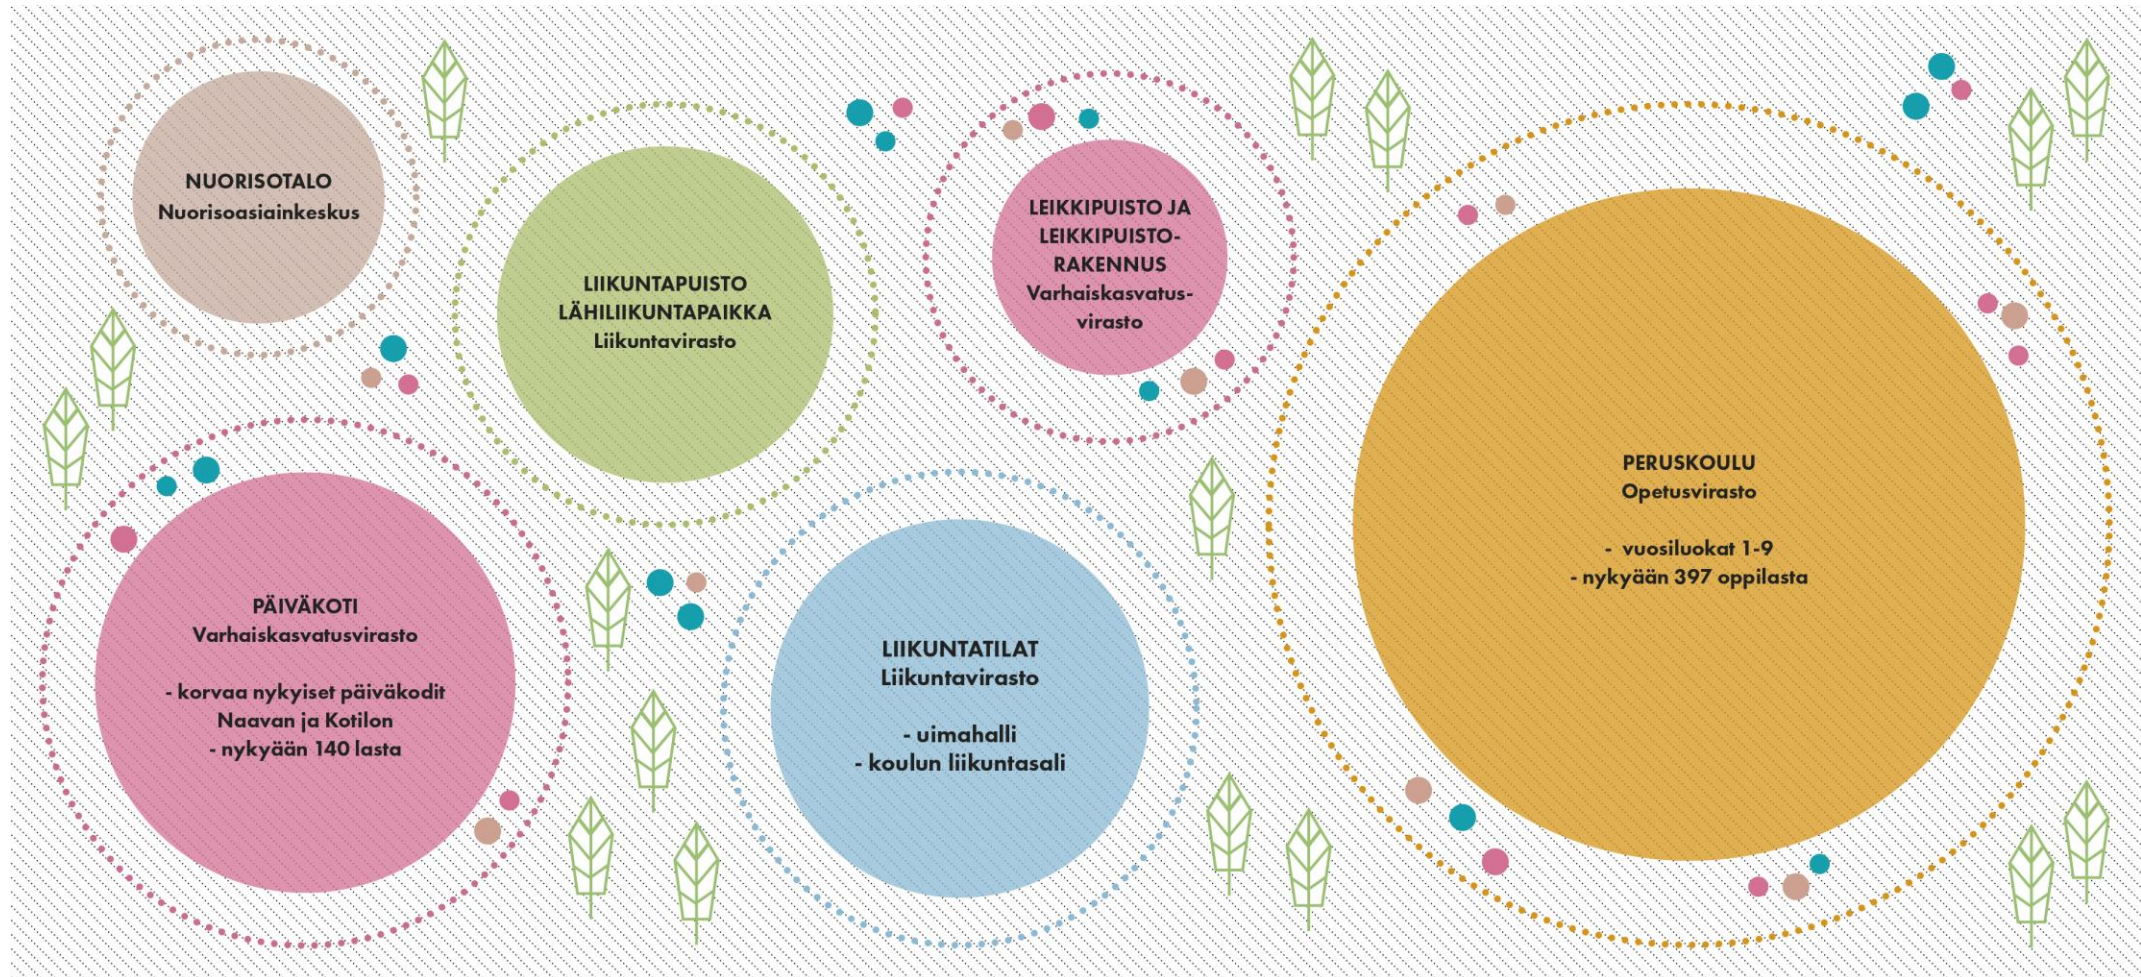 NUORISOTALO
Nuorisoasiainkeskus
LIIKUNTAPUISTO
LÄHILIIKUNTAPAIKKA
Liikuntavirasto
LEIKKIPUISTO JA
LEIKKIPUISTO-
RAKENNUS
Varhaiskasvatus-
virasto
PERUSKOULU
Opetusvirasto
- vuosiluokat 1-9
- nykyään 397 oppilasta
PÄIVÄKOTI
Varhaiskasvatusvirasto
- korvaa nykyiset päiväkodit
Naavan ja Kotilon
- nykyään 140 lasta
LIIKUNTATILAT
Liikuntavirasto
- uimahalli
- koulun liikuntasali